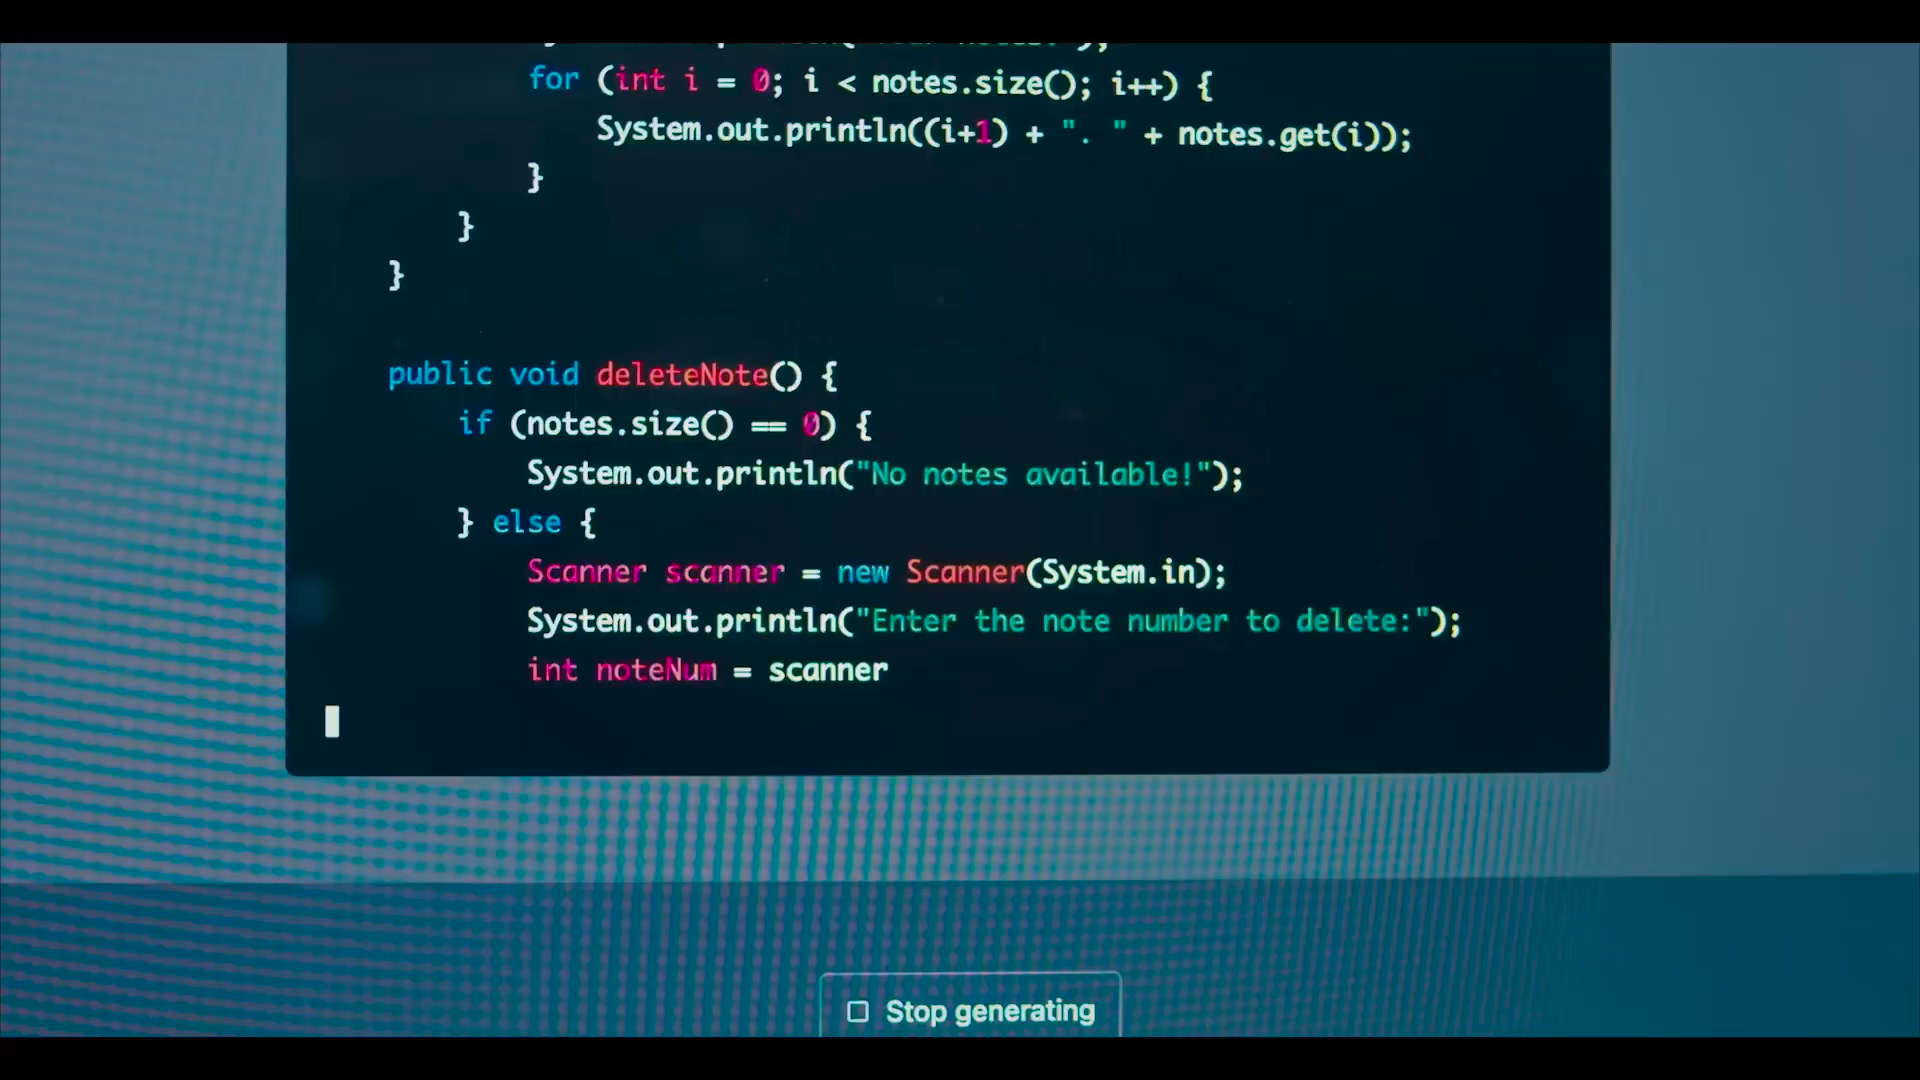 for (int i = 0; i < notes.size(); i++) {
System.out.println((i+1) + ". " + notes.get(i));
}
}
}
public void deleteNote() {
if (notes.size() == 0) {
System.out.println("No notes available!");
} else {
Scanner scanner = new Scanner(System.in);
System.out.println("Enter the note number to delete:");
int noteNum = scanner
Stop generating